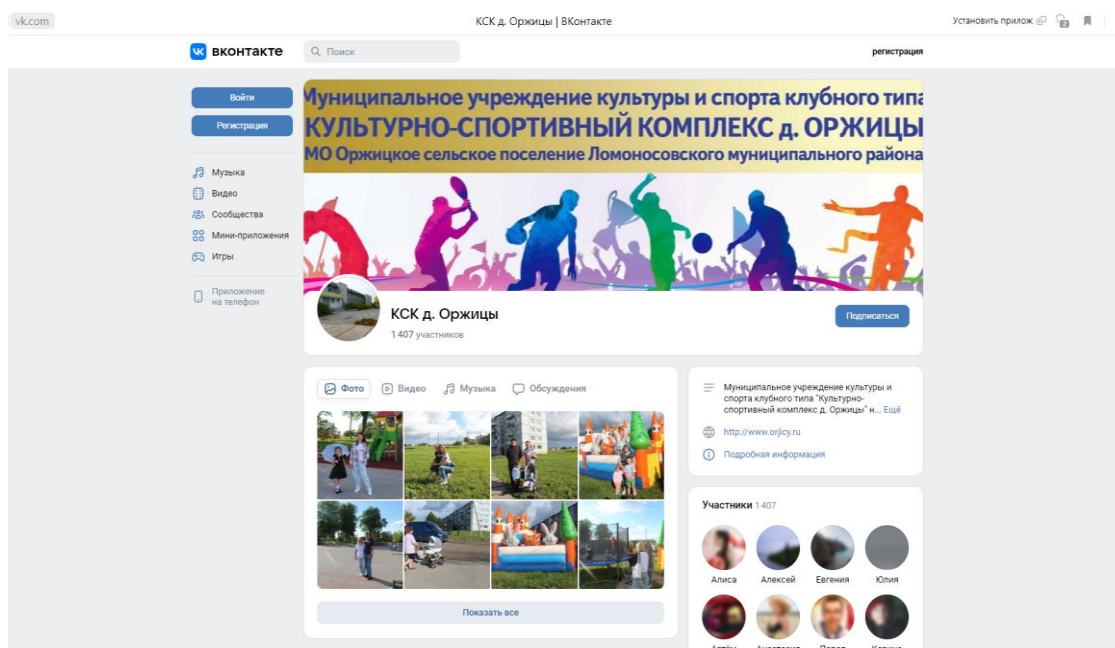 vk.com
КСК д. Оржицы | ВКонтакте
Установить прилож
2
вконтакте
Поиск
регистрация
Войти
Регистрация
Музыка
Видео
Сообщества
Мини-приложения
Игры
Приложение
на телефон
Муниципальное учреждение культуры и спорта клубного типа
КУЛЬТУРНО-СПОРТИВНЫЙ КОМПЛЕКС д. ОРЖИЦЫ
МО Оржицкое сельское поселение Ломоносовского муниципального района
КСК д. Оржицы
1 407 участников
Подписаться
Фото
Видео
Музыка
Обсуждения
Показать все
Муниципальное учреждение культуры и
спорта клубного типа "Культурно-
спортивный комплекс д. Оржицы" н... Ещё
http://www.orjicy.ru
Подробная информация
Участники 1 407
Алиса
Алексей
Евгения
Юлия